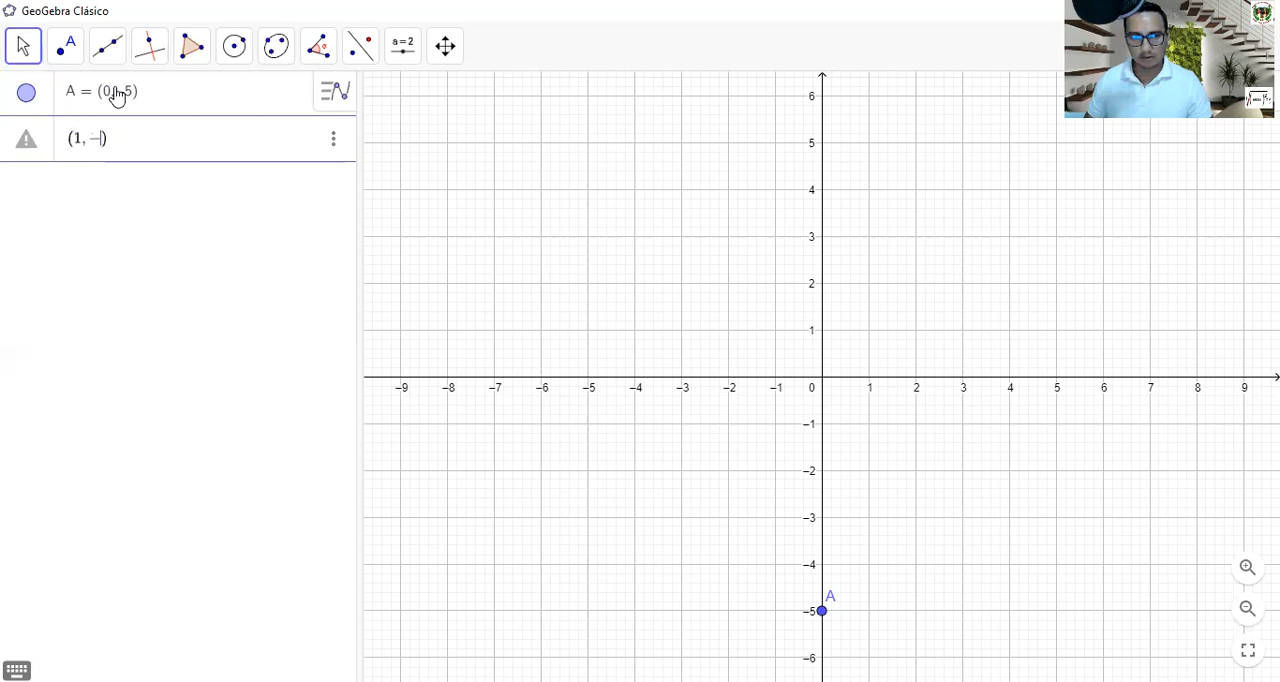 GeoGebra Clásico
A
a = 2
A = (0, -5)
(1, −)
6
5
4
3
2
1
−9 −8 −7 −6 −5 −4 −3 −2 −1 0 1 2 3 4 5 6 7 8 9
−1
−2
−3
−4
A
−5
−6